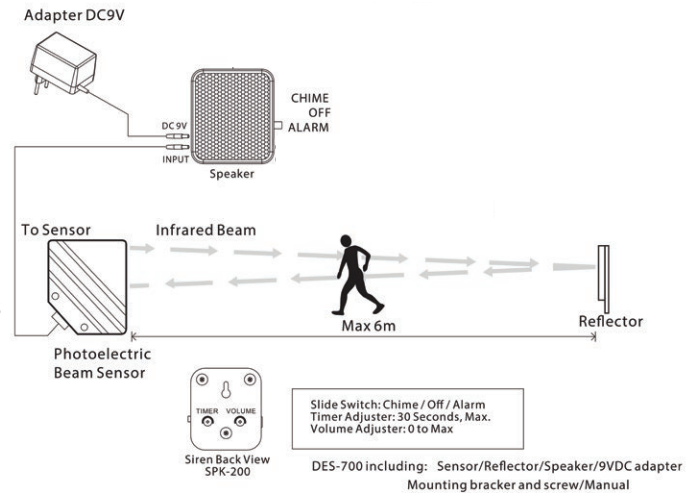 Adapter DC9V
CHIME
OFF
ALARM
DC 9V
INPUT
Speaker
To Sensor
Infrared Beam
Max 6m
Reflector
Photoelectric
Beam Sensor
TIMER VOLUME
Siren Back View
SPK-200
Slide Switch: Chime / Off / Alarm
Timer Adjuster: 30 Seconds, Max.
Volume Adjuster: 0 to Max
DES-700 including: Sensor/Reflector/Speaker/9VDC adapter
Mounting bracker and screw/Manual